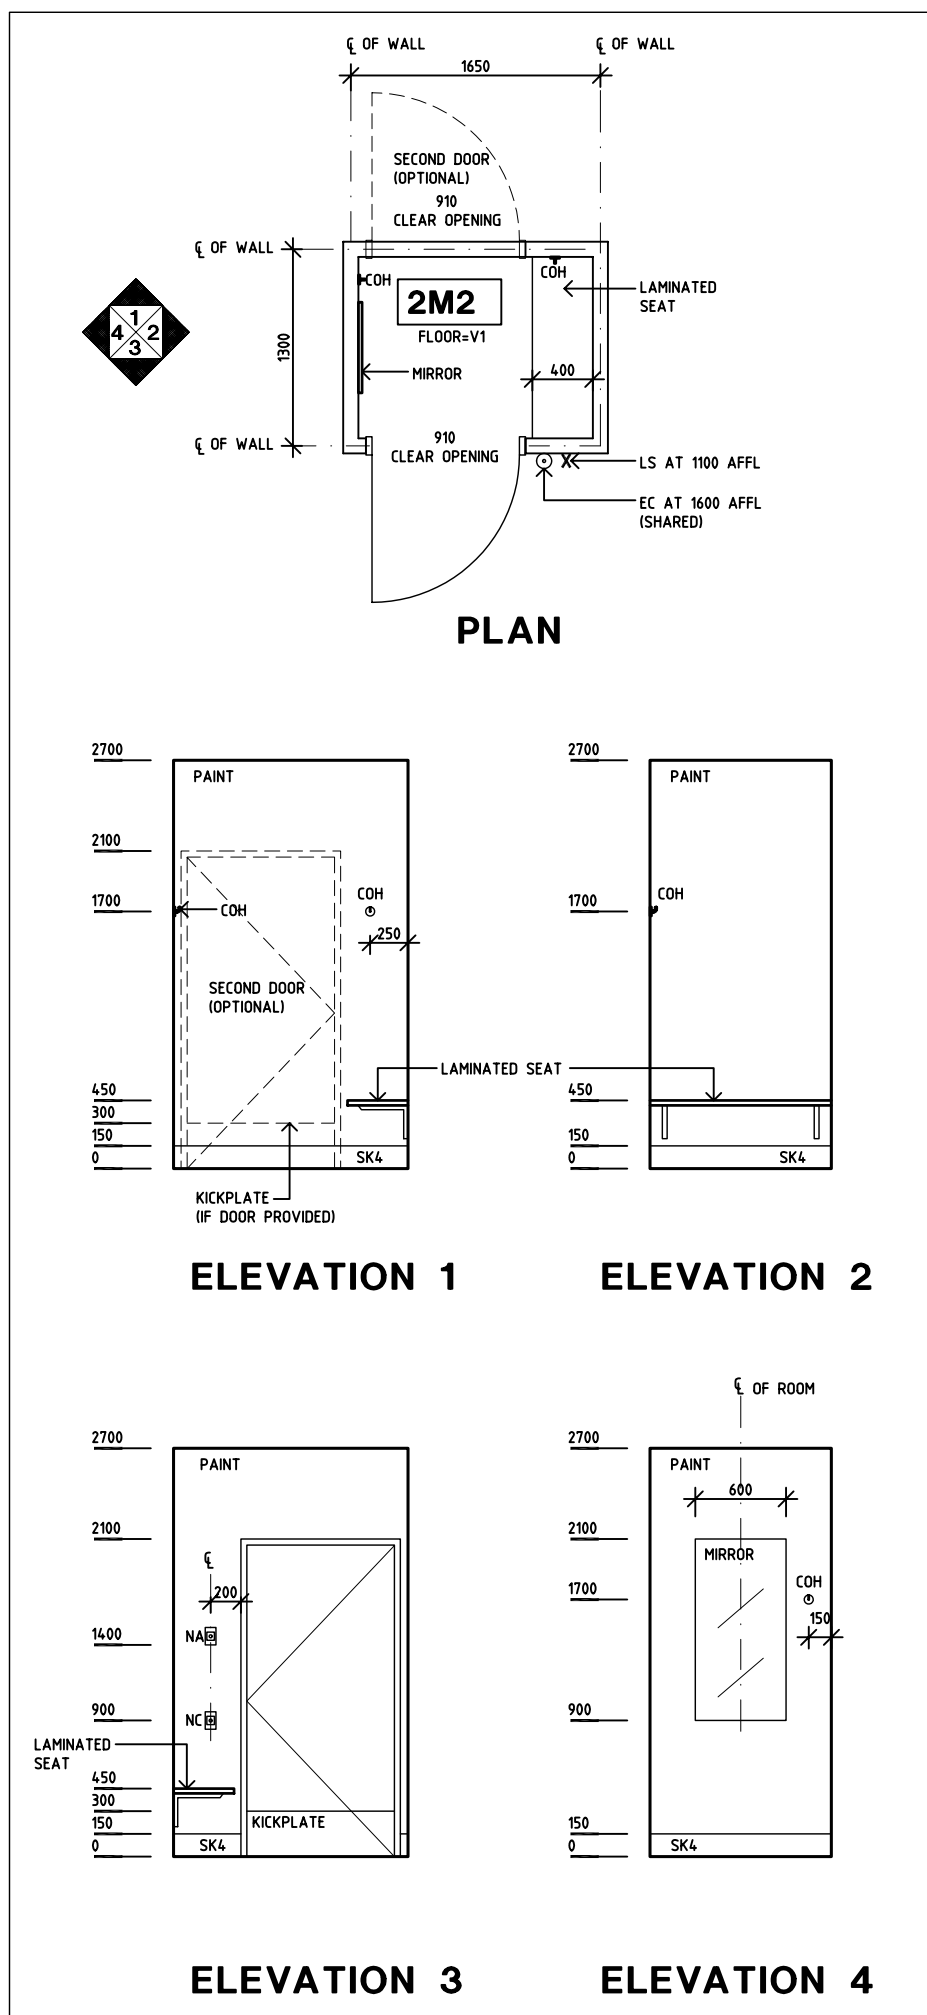 ℄ OF WALL
℄ OF WALL
1650
SECOND DOOR
(OPTIONAL)
910
CLEAR OPENING
℄ OF WALL
COH
COH
LAMINATED
SEAT
2M2
FLOOR=V1
1
4 2
3
1300
MIRROR
400
910
CLEAR OPENING
℄ OF WALL
LS AT 1100 AFFL
X
EC AT 1600 AFFL
(SHARED)
PLAN
2700
PAINT
2100
1700
COH
COH
250
SECOND DOOR
(OPTIONAL)
LAMINATED SEAT
450
300
150
0
SK4
KICKPLATE
(IF DOOR PROVIDED)
ELEVATION 1
2700
PAINT
1700
COH
450
150
0
SK4
ELEVATION 2
2700
PAINT
2100
℄
200
NA
1400
900
NC
LAMINATED
SEAT
450
300
150
0
KICKPLATE
SK4
ELEVATION 3
℄ OF ROOM
2700
PAINT
600
2100
MIRROR
COH
1700
150
900
150
0
SK4
ELEVATION 4